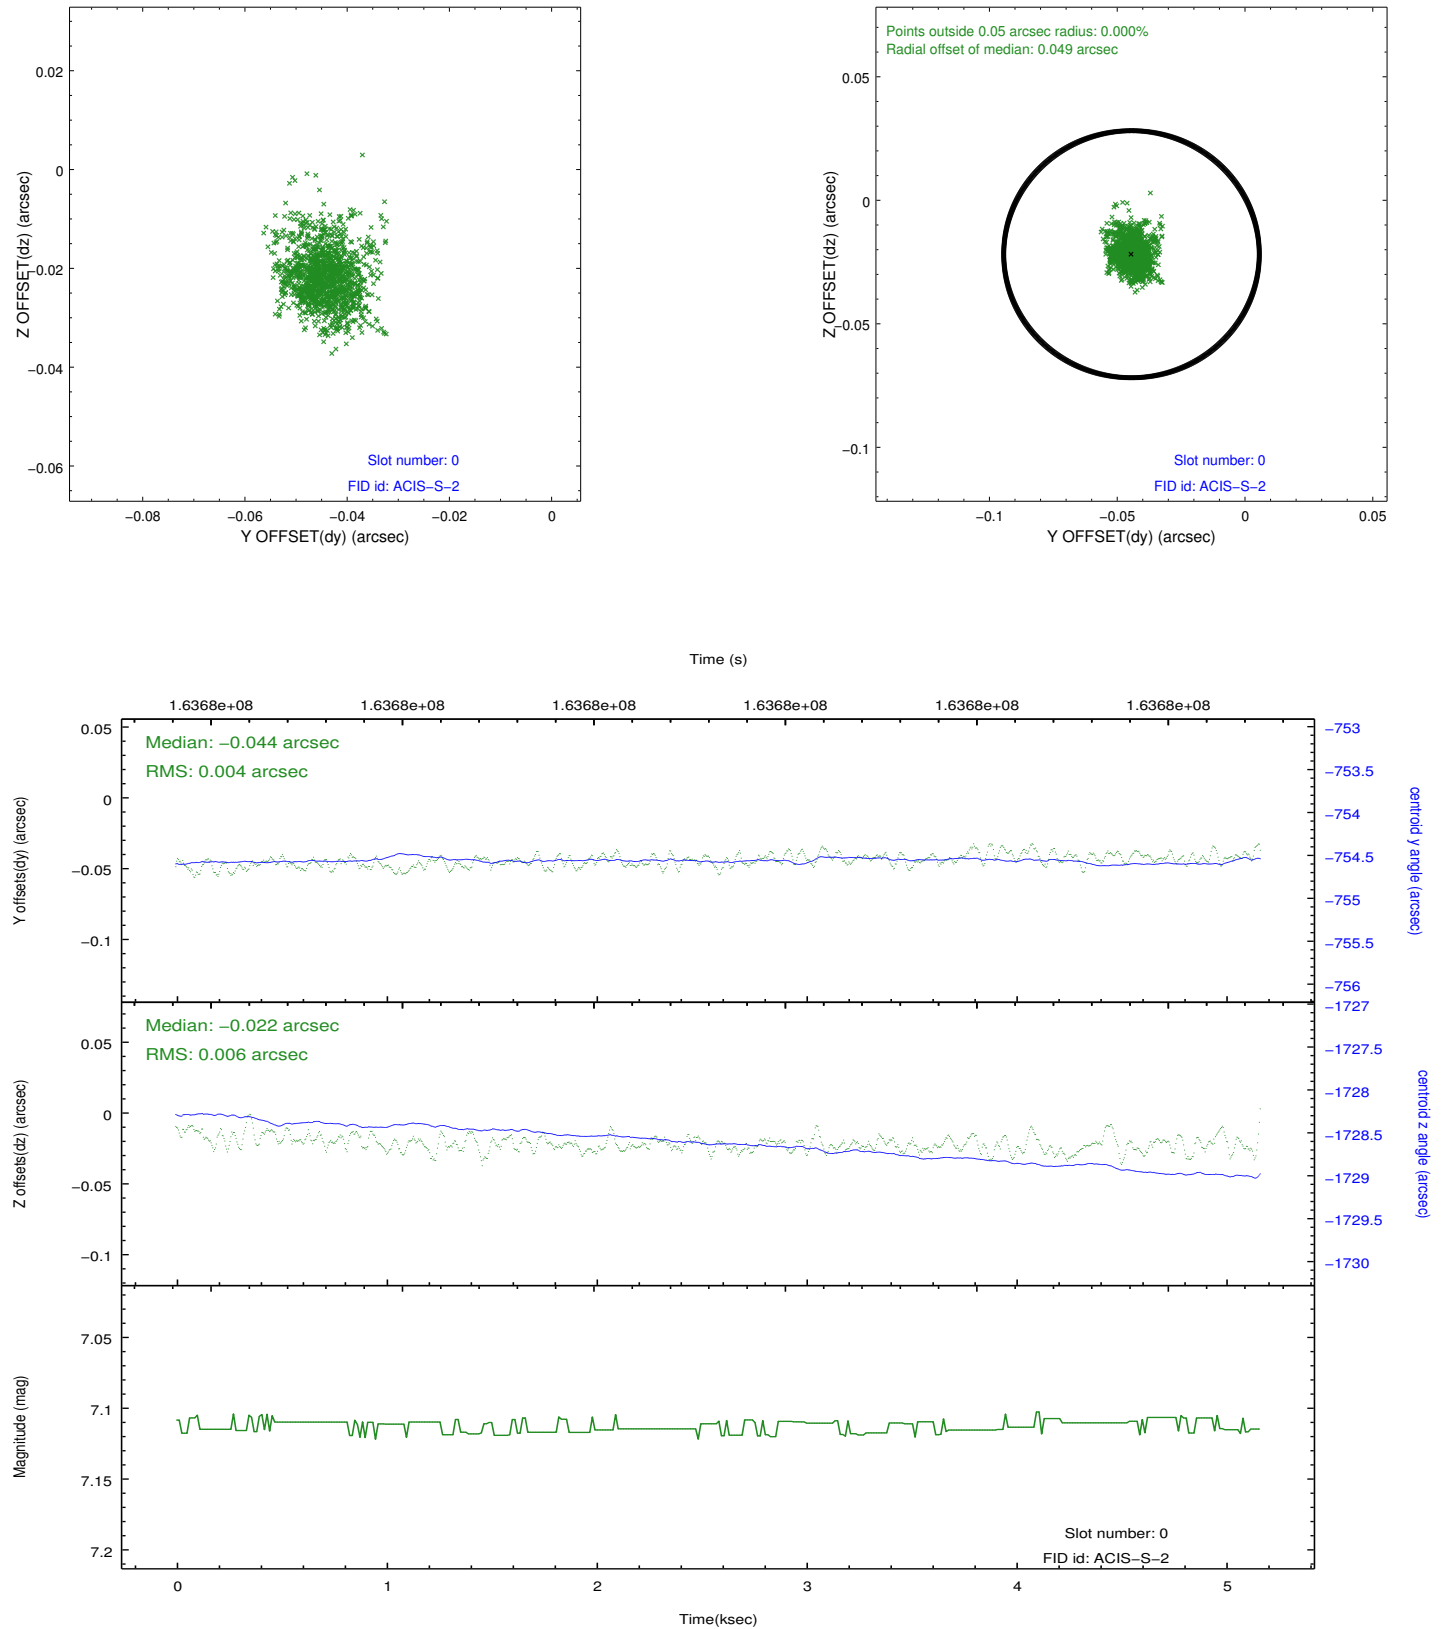 0.02
0
−0.02
−0.04
−0.06
Z OFFSET(dz) (arcsec)
Slot number: 0
FID id: ACIS−S−2
−0.08
−0.06
−0.04
−0.02
0
Y OFFSET(dy) (arcsec)
Points outside 0.05 arcsec radius: 0.000%
Radial offset of median: 0.049 arcsec
0.05
0
−0.05
−0.1
Z OFFSET(dz) (arcsec)
Slot number: 0
FID id: ACIS−S−2
−0.1
−0.05
0
0.05
Y OFFSET(dy) (arcsec)
Time (s)
1.6368e+08
1.6368e+08
1.6368e+08
1.6368e+08
1.6368e+08
1.6368e+08
Median: −0.044 arcsec
RMS: 0.004 arcsec
0.05
0
−0.05
−0.1
Y offsets(dy) (arcsec)
−753
−753.5
−754
−754.5
−755
−755.5
−756
centroid y angle (arcsec)
Median: −0.022 arcsec
RMS: 0.006 arcsec
0.05
0
−0.05
−0.1
Z offsets(dz) (arcsec)
−1727
−1727.5
−1728
−1728.5
−1729
−1729.5
−1730
centroid z angle (arcsec)
7.05
7.1
7.15
7.2
Magnitude (mag)
Slot number: 0
FID id: ACIS−S−2
0
1
2
3
4
5
Time(ksec)